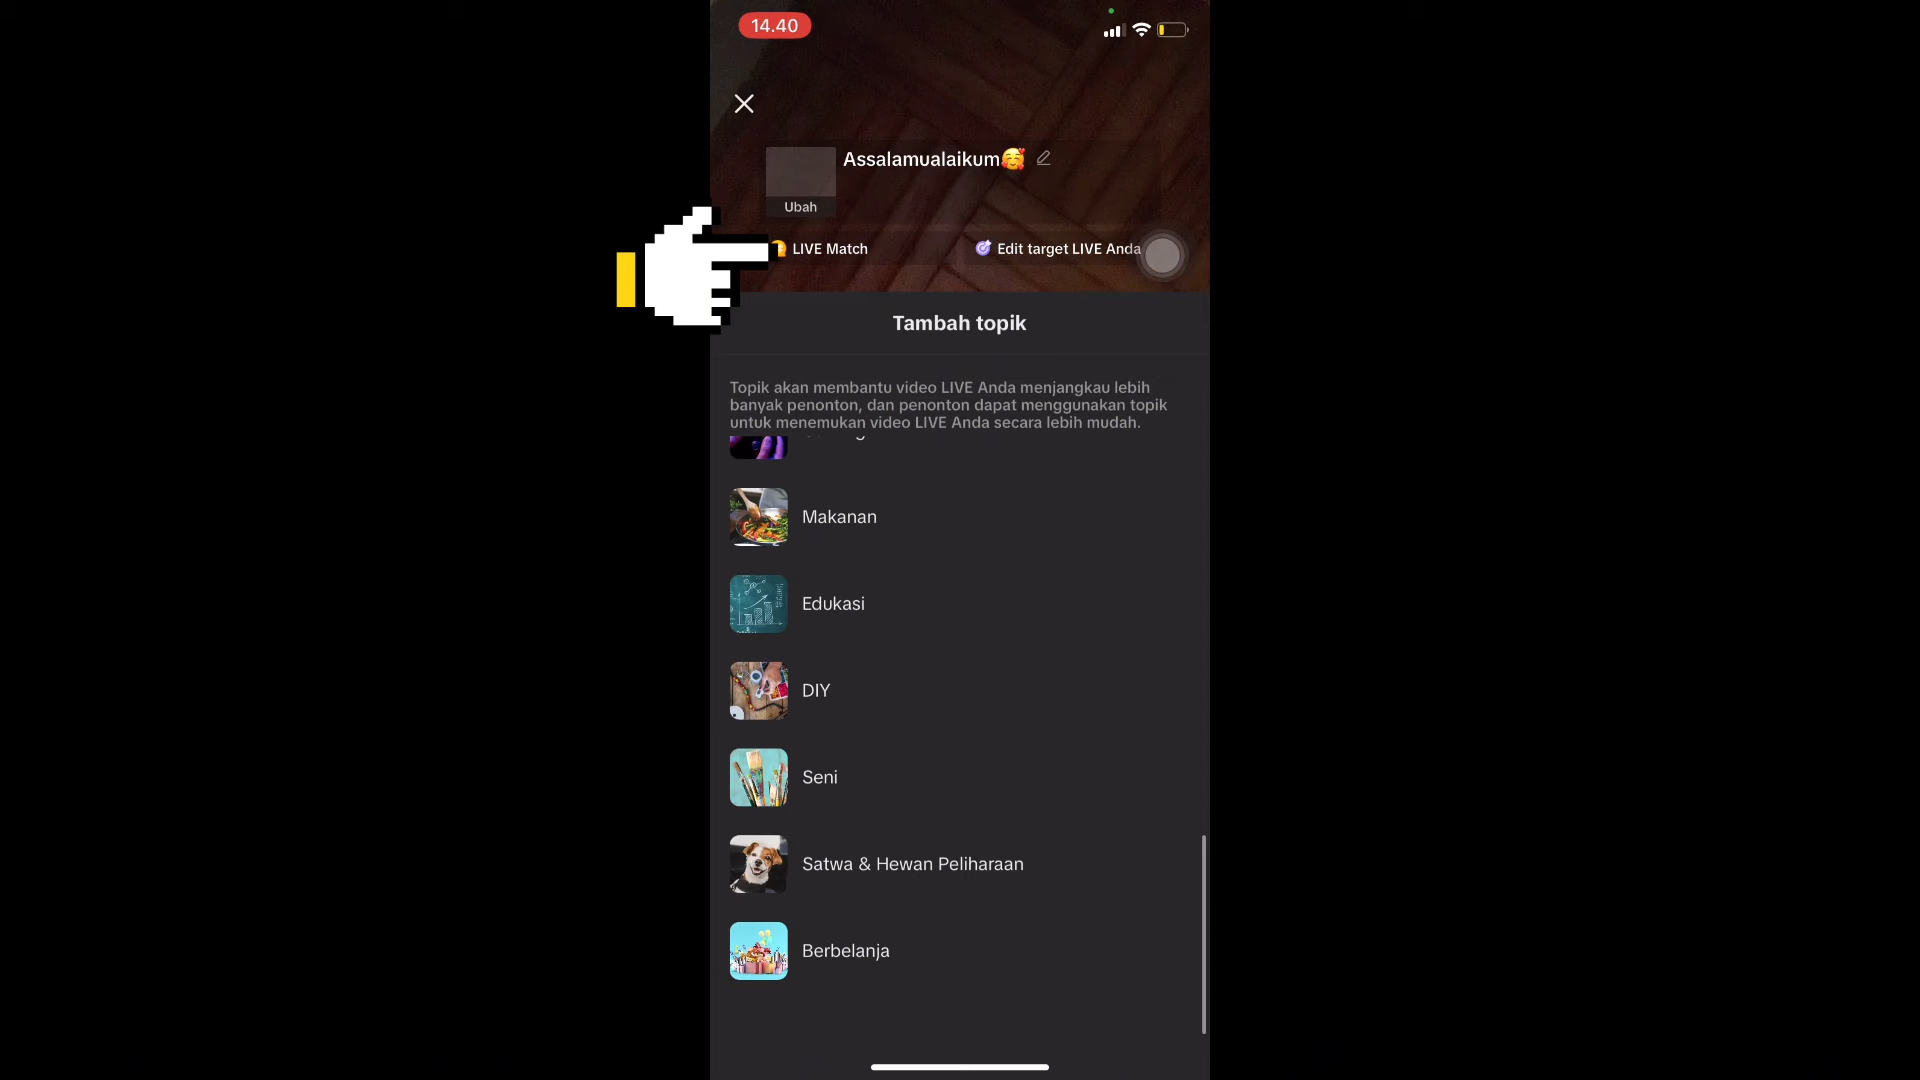 14.40
Assalamualaikum🥰
Ubah
LIVE Match
Edit target LIVE Anda
Tambah topik
Topik akan membantu video LIVE Anda menjangkau lebih
banyak penonton, dan penonton dapat menggunakan topik
untuk menemukan video LIVE Anda secara lebih mudah.
Makanan
Edukasi
DIY
Seni
Satwa & Hewan Peliharaan
Berbelanja